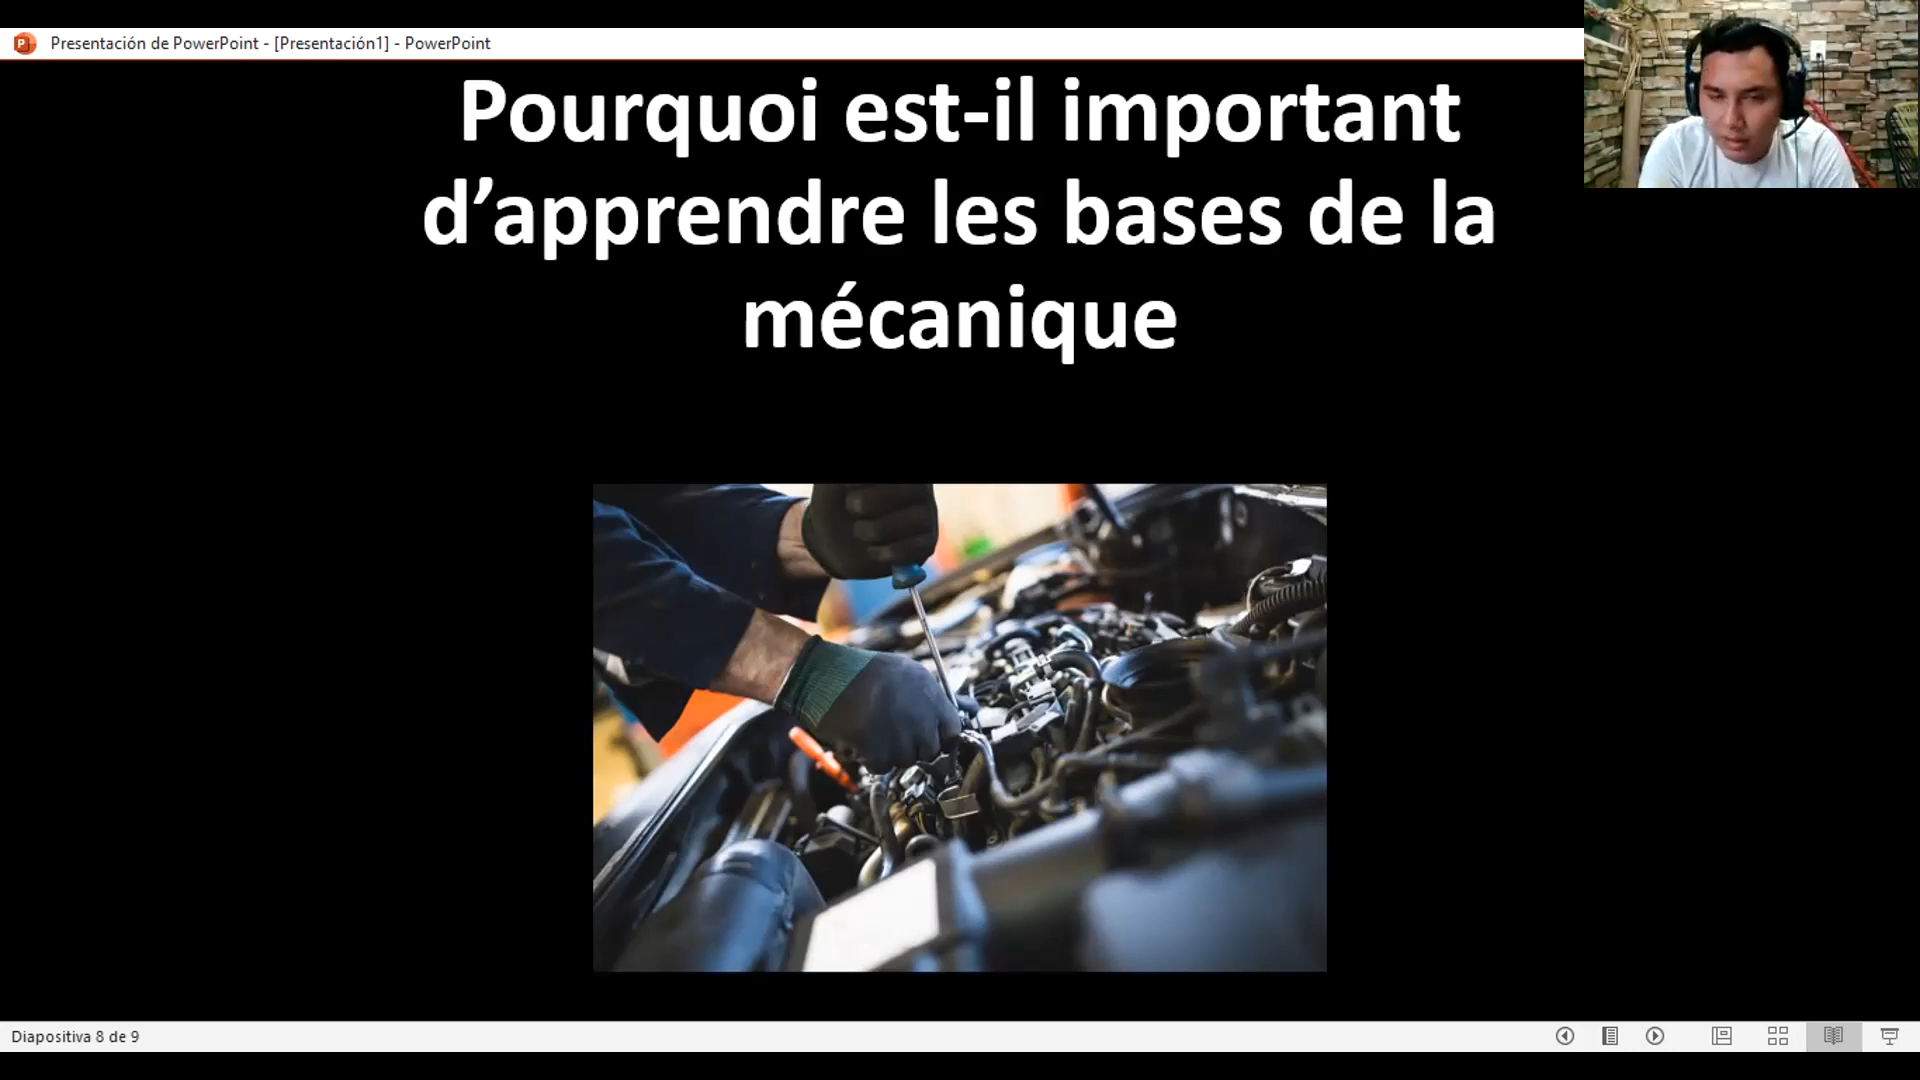 Presentación de PowerPoint - [Presentación1] - PowerPoint
Pourquoi est-il important
d’apprendre les bases de la
mécanique
Diapositiva 8 de 9